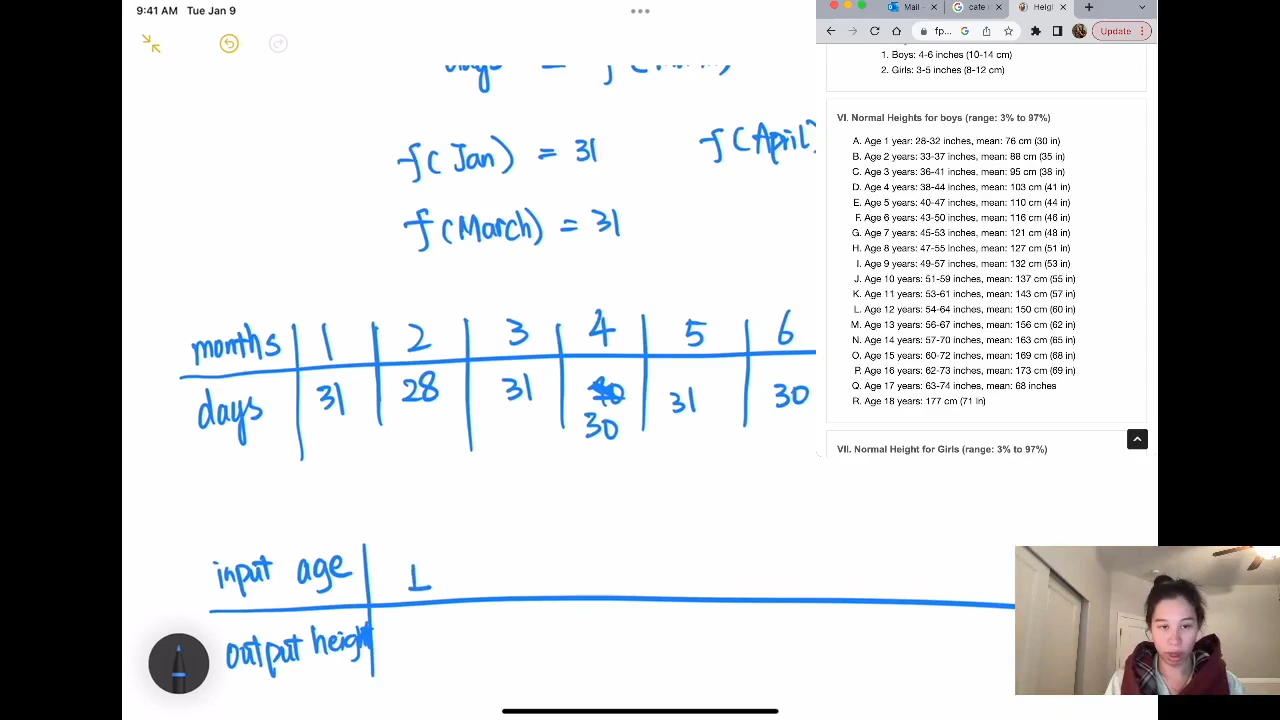 9:41 AM Tue Jan 9
Mail -
cafe
Heigl
fp...
Update
1. Boys: 4-6 inches (10-14 cm)
2. Girls: 3-5 inches (8-12 cm)
VI. Normal Heights for boys (range: 3% to 97%)
A. Age 1 year: 28-32 inches, mean: 76 cm (30 in)
B. Age 2 years: 33-37 inches, mean: 88 cm (35 in)
C. Age 3 years: 36-41 inches, mean: 95 cm (38 in)
D. Age 4 years: 38-44 inches, mean: 103 cm (41 in)
E. Age 5 years: 40-47 inches, mean: 110 cm (44 in)
F. Age 6 years: 43-50 inches, mean: 116 cm (46 in)
G. Age 7 years: 45-53 inches, mean: 121 cm (48 in)
H. Age 8 years: 47-55 inches, mean: 127 cm (51 in)
I. Age 9 years: 49-57 inches, mean: 132 cm (53 in)
J. Age 10 years: 51-59 inches, mean: 137 cm (55 in)
K. Age 11 years: 53-61 inches, mean: 143 cm (57 in)
L. Age 12 years: 54-64 inches, mean: 150 cm (60 in)
M. Age 13 years: 56-67 inches, mean: 156 cm (62 in)
N. Age 14 years: 57-70 inches, mean: 163 cm (65 in)
O. Age 15 years: 60-72 inches, mean: 169 cm (68 in)
P. Age 16 years: 62-73 inches, mean: 173 cm (69 in)
Q. Age 17 years: 63-74 inches, mean: 68 inches
R. Age 18 years: 177 cm (71 in)
VII. Normal Height for Girls (range: 3% to 97%)
days =
f(Jan) = 31 f(April)
f(March) = 31
months 1 2 3 4 5 6
days 31 28 31 30 31 30
input age 1
output height